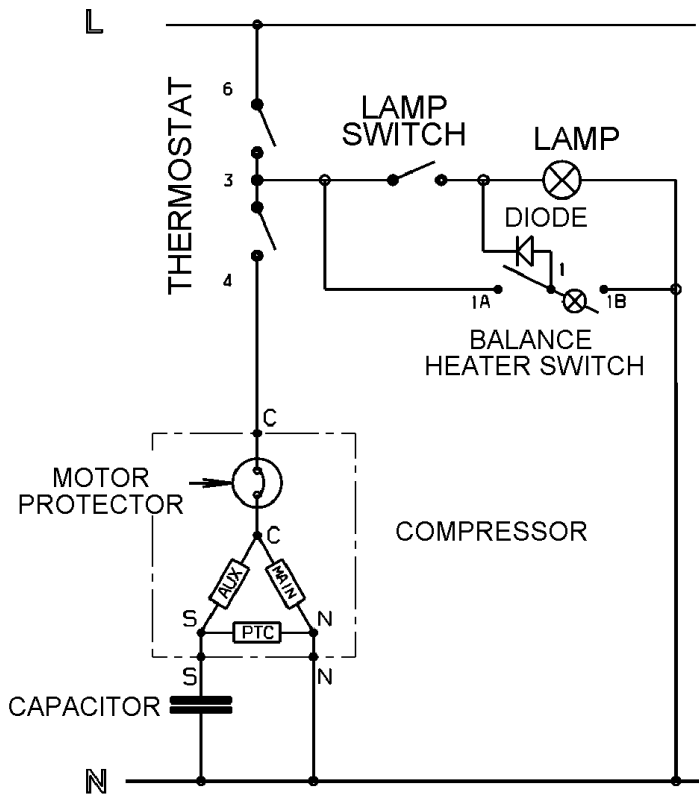 L
6
THERMOSTAT
LAMP
SWITCH
LAMP
3
DIODE
1
4
1A
1B
BALANCE
HEATER SWITCH
C
MOTOR
PROTECTOR
C
COMPRESSOR
AUX
MAIN
S
PTC
N
S
N
CAPACITOR
N